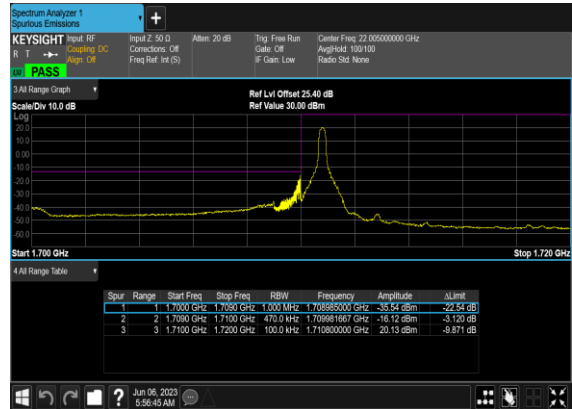 Spectrum Analyzer 1
Spurious Emissions
KEYSIGHT Input: RF Input Z: 50 Ω Atten: 20 dB Trig: Free Run Center Freq: 22.005000000 GHz
R T Coupling: DC Corrections: Off Gate: Off Avg|Hold: 100/100
Align: Off Freq Ref: Int (S) IF Gain: Low Radio Std: None
LW PASS
3 All Range Graph
Ref Lvl Offset 25.40 dB
Scale/Div 10.0 dB Ref Value 30.00 dBm
Log
20.0
10.0
0.00
-10.0
-20.0
-30.0
-40.0
-50.0
-60.0
Start 1.700 GHz Stop 1.720 GHz
4 All Range Table
Spur Range Start Freq Stop Freq RBW Frequency Amplitude ΔLimit
1 1 1.7000 GHz 1.7090 GHz 1.000 MHz 1.708985000 GHz -35.54 dBm -22.54 dB
2 2 1.7090 GHz 1.7100 GHz 470.0 kHz 1.709981667 GHz -16.12 dBm -3.120 dB
3 3 1.7100 GHz 1.7200 GHz 100.0 kHz 1.710800000 GHz 20.13 dBm -9.871 dB
? Jun 06, 2023
5:56:45 AM